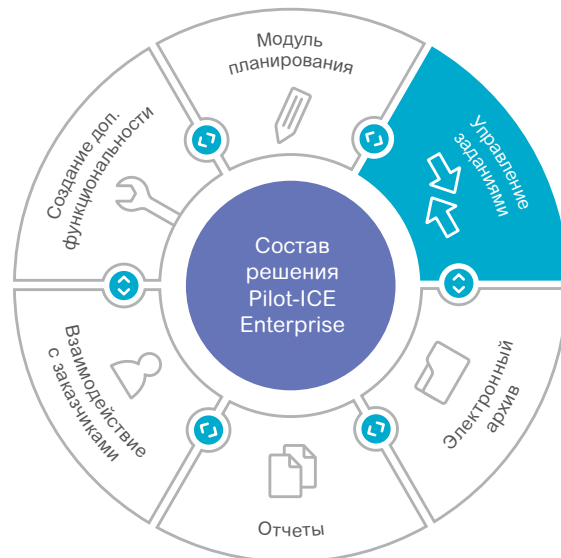 Модуль
планирования
Управление
заданиями
Электронный
архив
Отчеты
Взаимодействие
с заказчиками
Создание доп.
функциональности
Состав
решения
Pilot-ICE
Enterprise